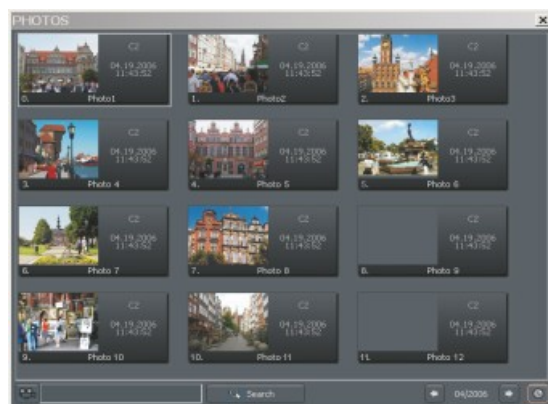 PHOTOS
C2
04.19.2006
11:43:52
0. Photo1
C2
04.19.2006
11:43:52
1. Photo2
C2
04.19.2006
11:43:52
2. Photo3
C2
04.19.2006
11:43:52
3. Photo 4
C2
04.19.2006
11:43:52
4. Photo 5
C2
04.19.2006
11:43:52
5. Photo 6
C2
04.19.2006
11:43:52
6. Photo 7
C2
04.19.2006
11:43:52
7. Photo 8
C2
04.19.2006
11:43:52
8. Photo 9
C2
04.19.2006
11:43:52
9. Photo 10
C2
04.19.2006
11:43:52
10. Photo 11
C2
04.19.2006
11:43:52
11. Photo 12
Search
04/2006